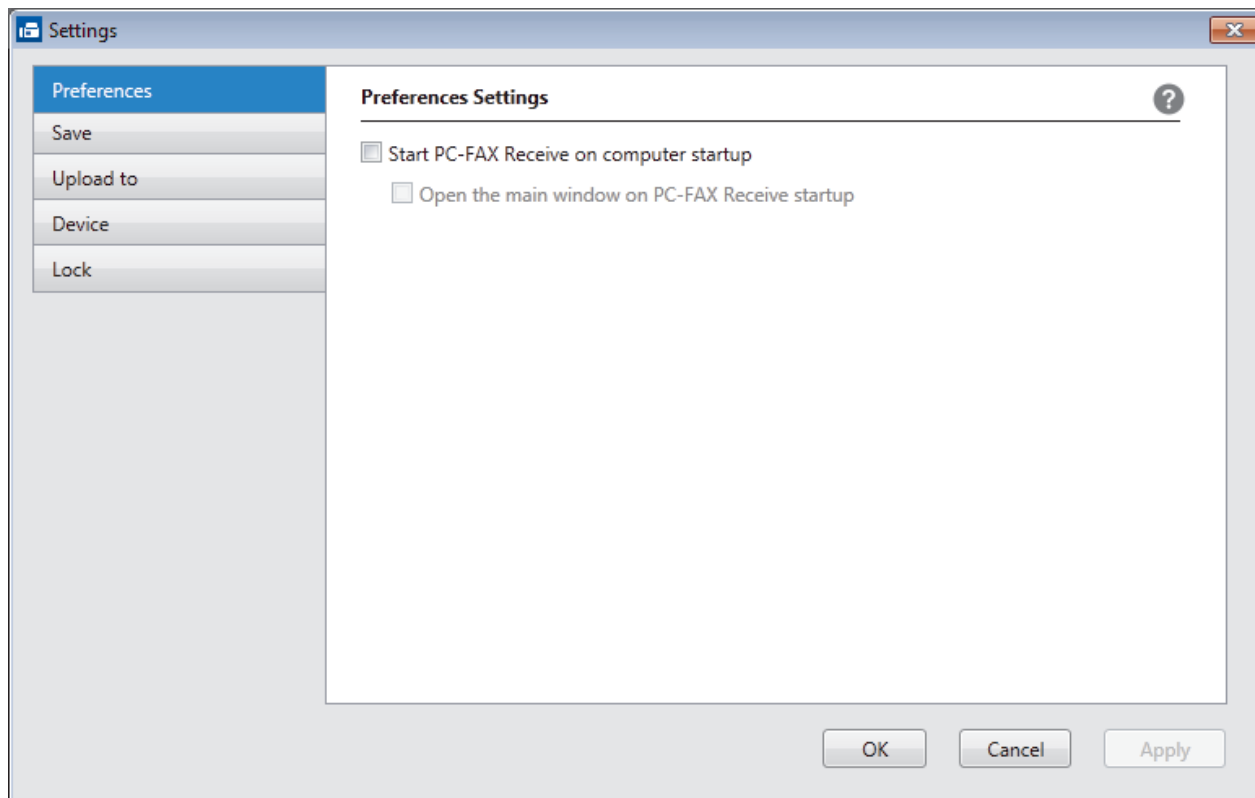 Settings
Preferences
Save
Upload to
Device
Lock
Preferences Settings
?
Start PC-FAX Receive on computer startup
Open the main window on PC-FAX Receive startup
OK
Cancel
Apply